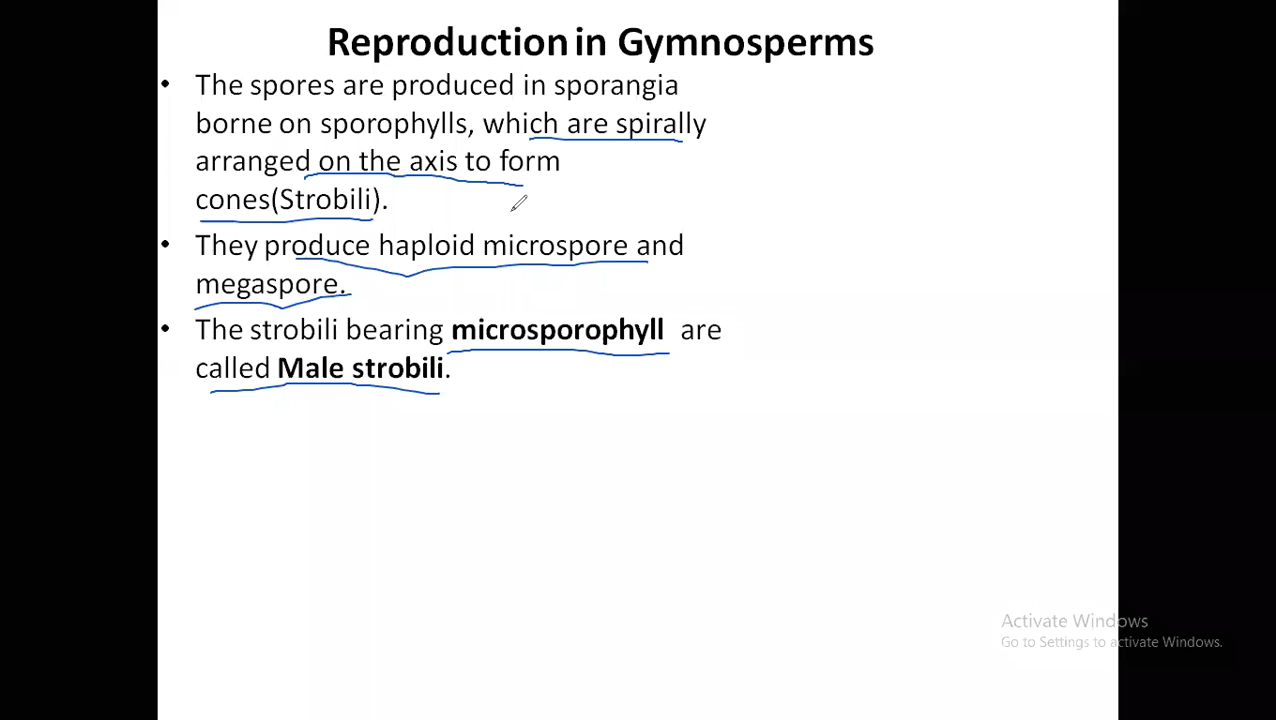 Reproduction in Gymnosperms
• The spores are produced in sporangia
borne on sporophylls, which are spirally
arranged on the axis to form
cones(Strobili).
• They produce haploid microspore and
megaspore.
• The strobili bearing microsporophyll are
called Male strobili.
Activate Windows
Go to Settings to activate Windows.